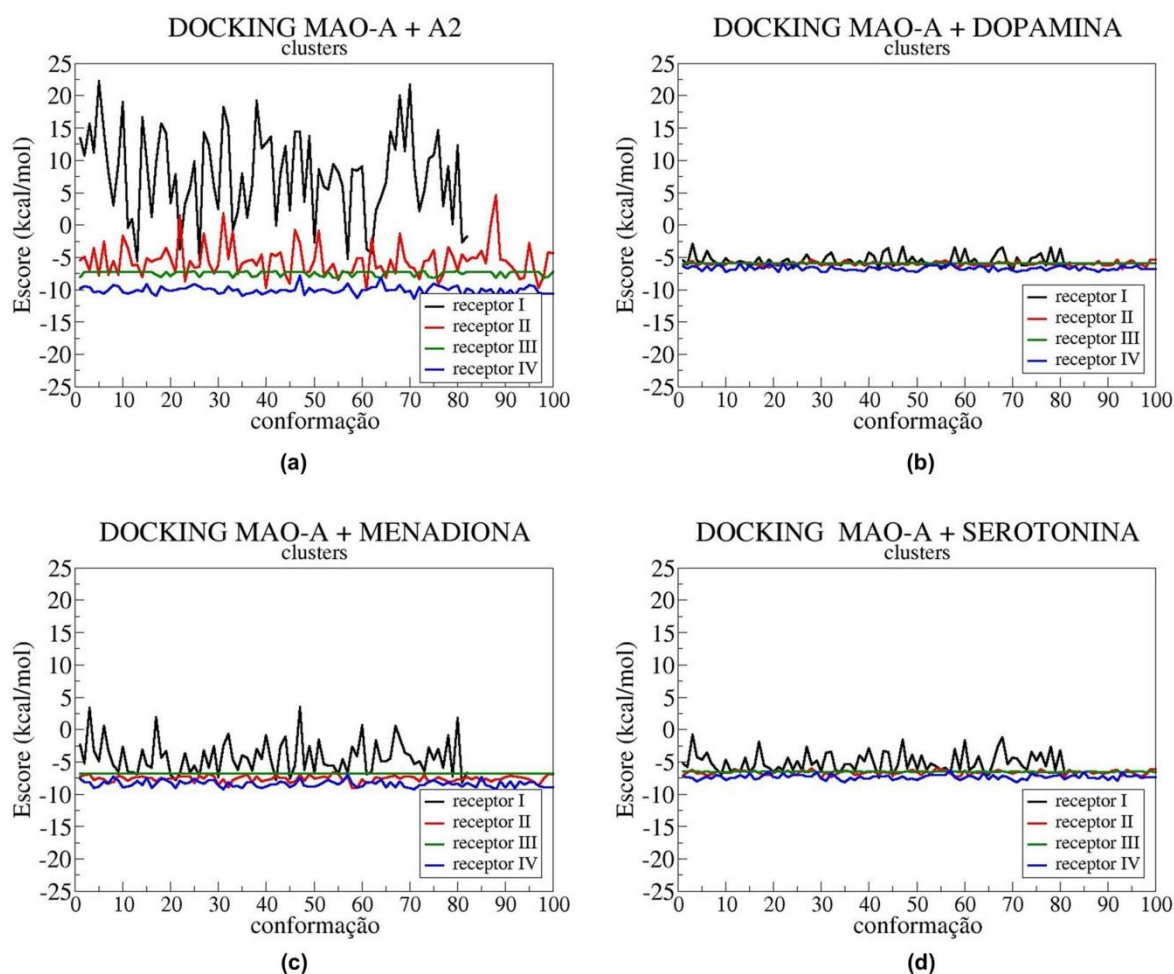 DOCKING MAO-A + A2
clusters
25
20
15
10
5
0
-5
-10
-15
-20
-25
Escore (kcal/mol)
receptor I
receptor II
receptor III
receptor IV
0 10 20 30 40 50 60 70 80 90 100
conformação
(a)
DOCKING MAO-A + DOPAMINA
clusters
25
20
15
10
5
0
-5
-10
-15
-20
-25
Escore (kcal/mol)
receptor I
receptor II
receptor III
receptor IV
0 10 20 30 40 50 60 70 80 90 100
conformação
(b)
DOCKING MAO-A + MENADIONA
clusters
25
20
15
10
5
0
-5
-10
-15
-20
-25
Escore (kcal/mol)
receptor I
receptor II
receptor III
receptor IV
0 10 20 30 40 50 60 70 80 90 100
conformação
(c)
DOCKING MAO-A + SEROTONINA
clusters
25
20
15
10
5
0
-5
-10
-15
-20
-25
Escore (kcal/mol)
receptor I
receptor II
receptor III
receptor IV
0 10 20 30 40 50 60 70 80 90 100
conformação
(d)